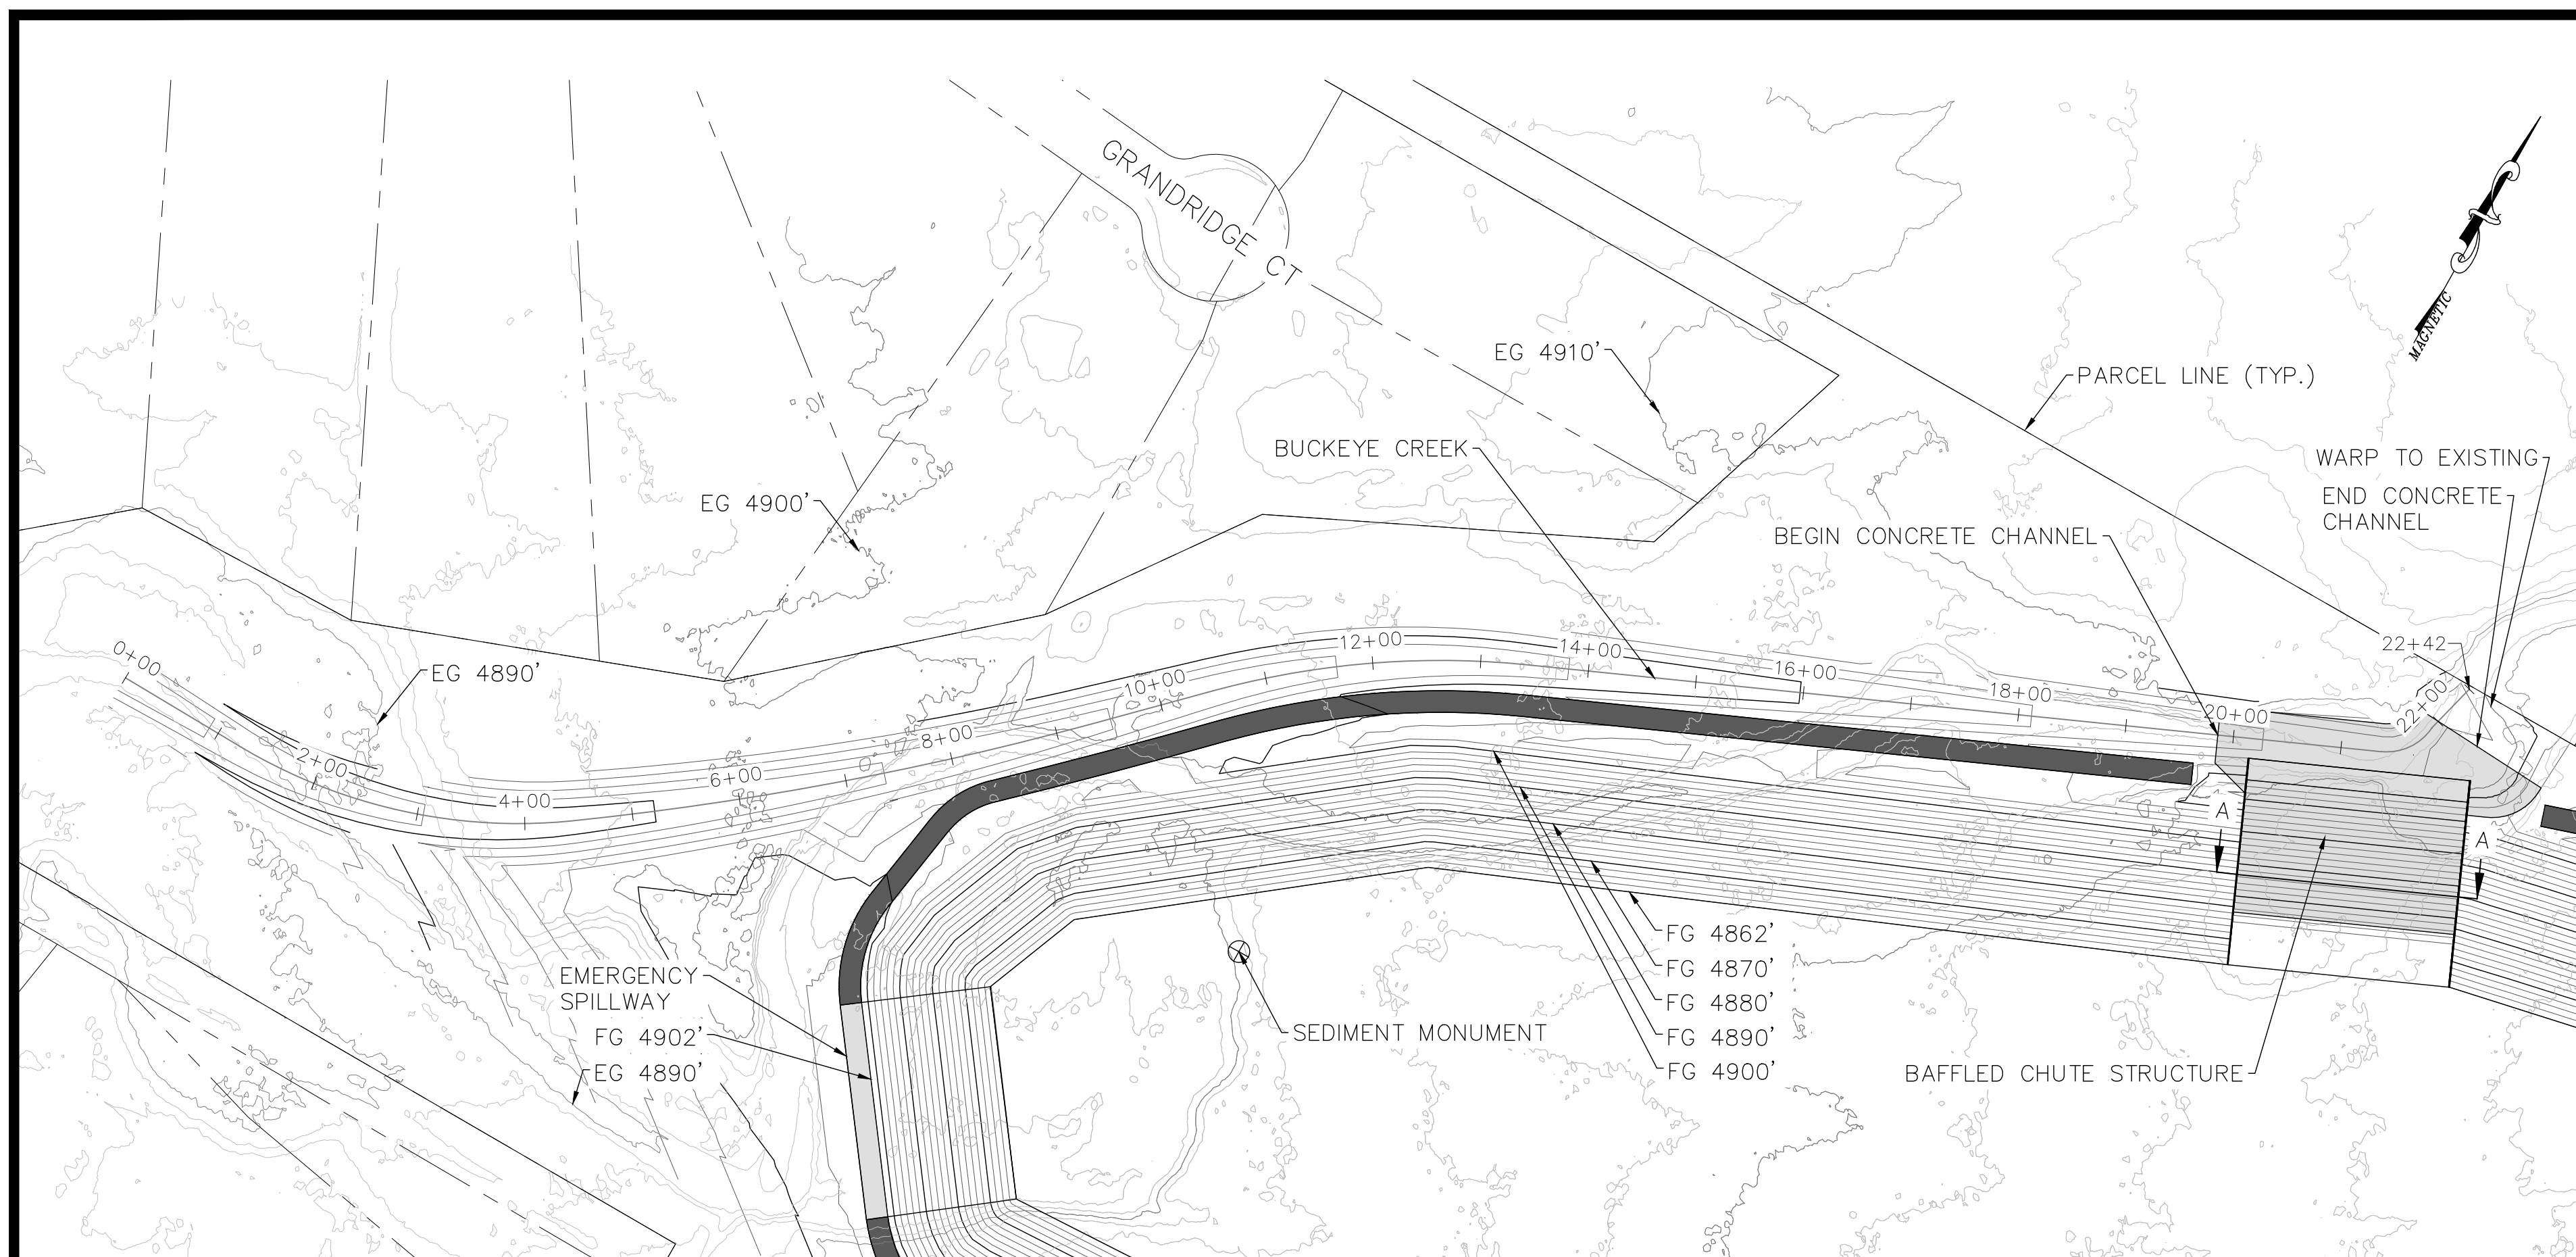 GRANDRIDGE CT
MAGNETIC
EG 4910'
PARCEL LINE (TYP.)
BUCKEYE CREEK
WARP TO EXISTING
END CONCRETE
CHANNEL
EG 4900'
BEGIN CONCRETE CHANNEL
0+00
2+00
4+00
6+00
8+00
10+00
12+00
14+00
16+00
18+00
20+00
22+00
22+42
EG 4890'
A
A
EMERGENCY
SPILLWAY
FG 4902'
EG 4890'
SEDIMENT MONUMENT
FG 4862'
FG 4870'
FG 4880'
FG 4890'
FG 4900'
BAFFLED CHUTE STRUCTURE